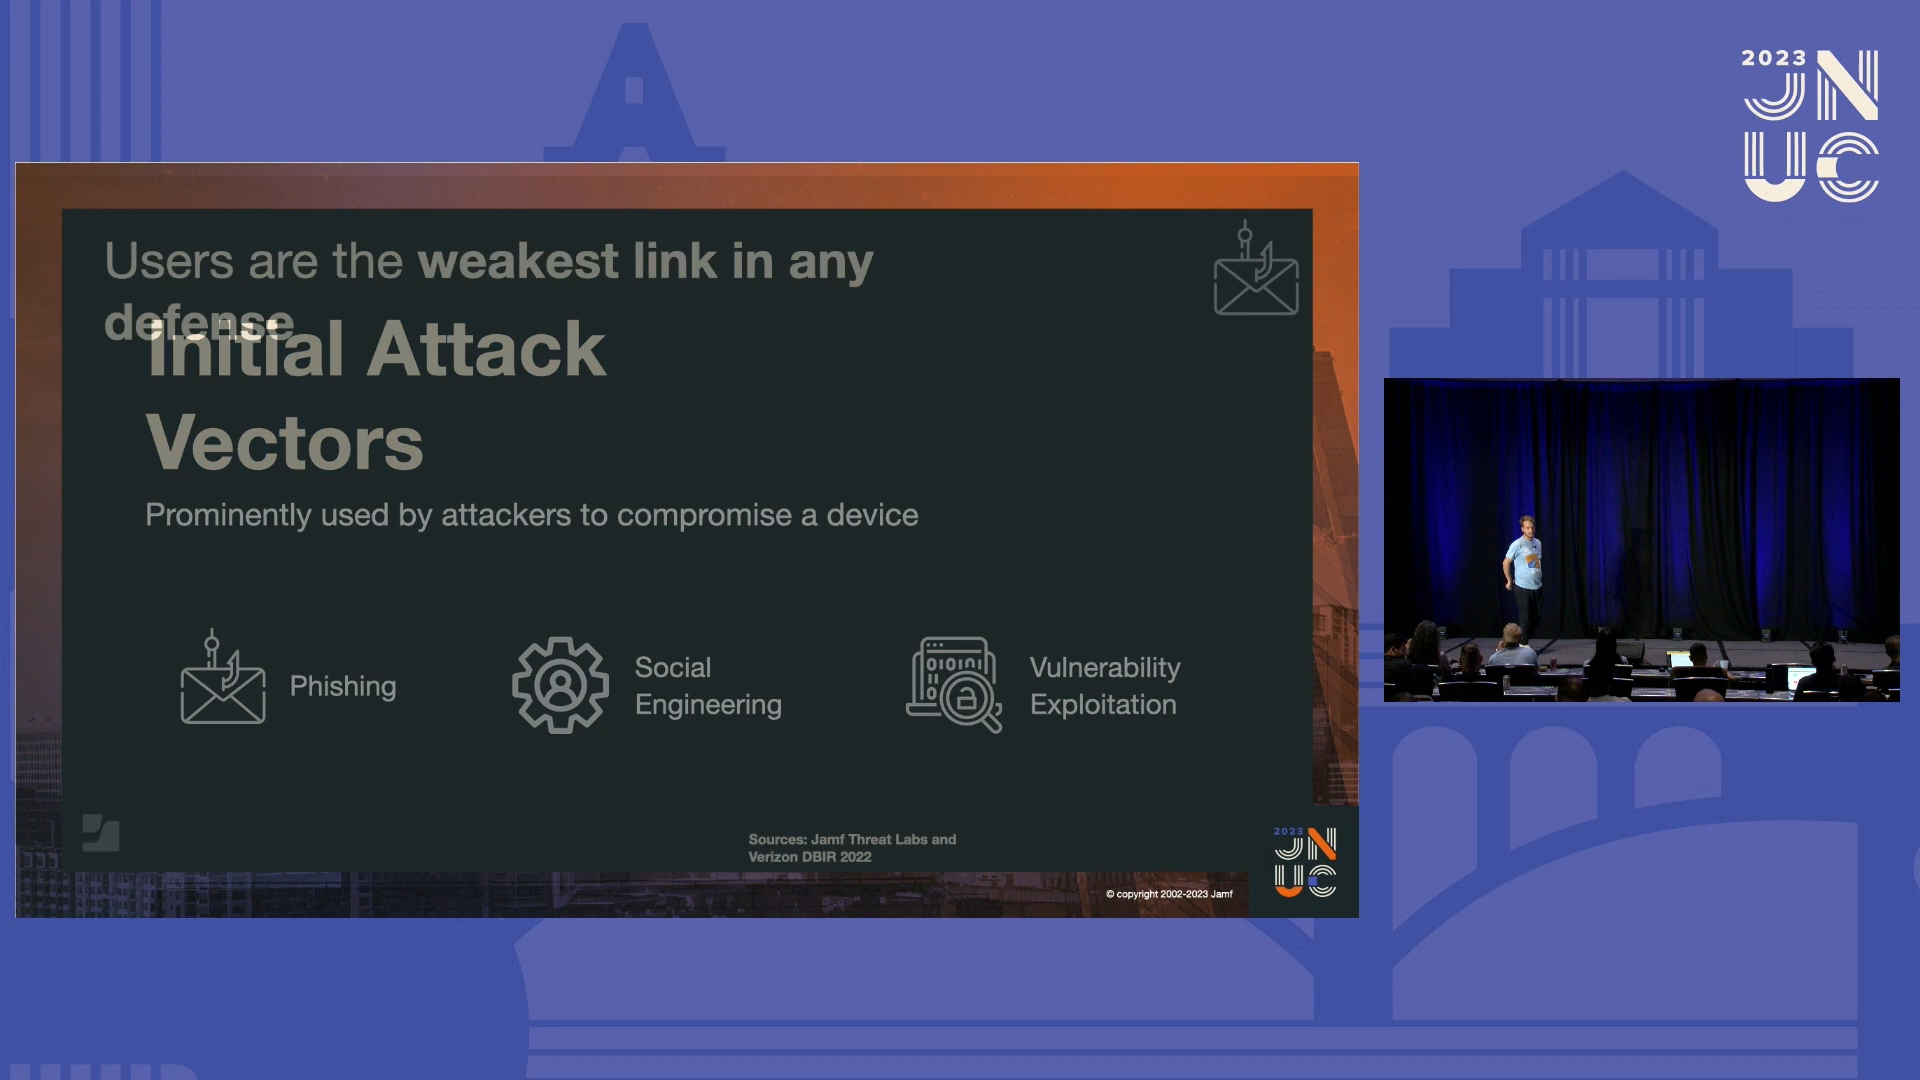 2023
JN
UC
Users are the weakest link in any
defense
Initial Attack
Vectors
Prominently used by attackers to compromise a device
Phishing
Social
Engineering
Vulnerability
Exploitation
Sources: Jamf Threat Labs and
Verizon DBIR 2022
© copyright 2002-2023 Jamf
2023
JN
UC